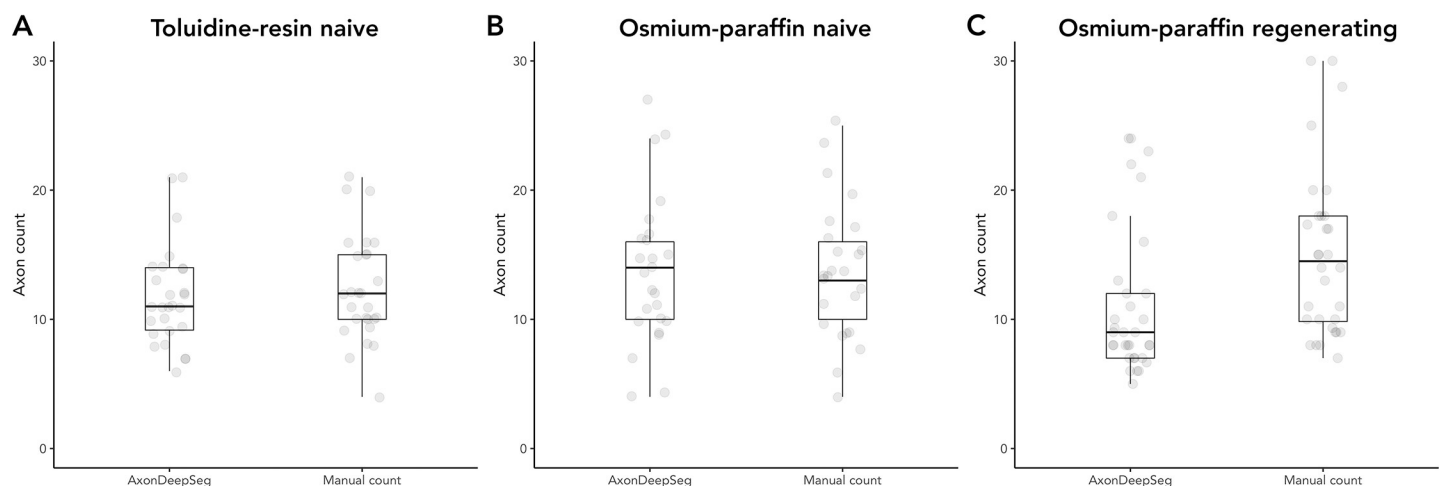 A Toluidine-resin naive
30
20
10
0
Axon count
AxonDeepSeg Manual count
B Osmium-paraffin naive
30
20
10
0
Axon count
AxonDeepSeg Manual count
C Osmium-paraffin regenerating
30
20
10
0
Axon count
AxonDeepSeg Manual count